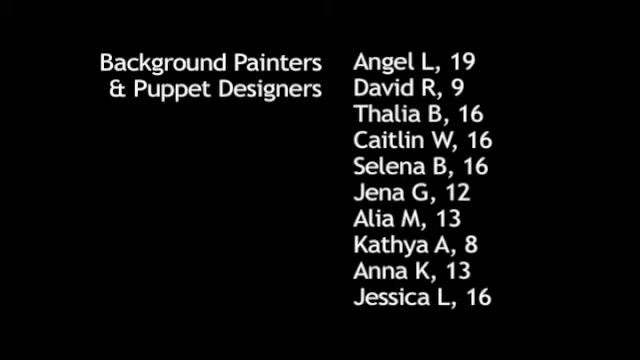 Background Painters
& Puppet Designers
Angel L, 19
David R, 9
Thalia B, 16
Caitlin W, 16
Selena B, 16
Jena G, 12
Alia M, 13
Kathya A, 8
Anna K, 13
Jessica L, 16